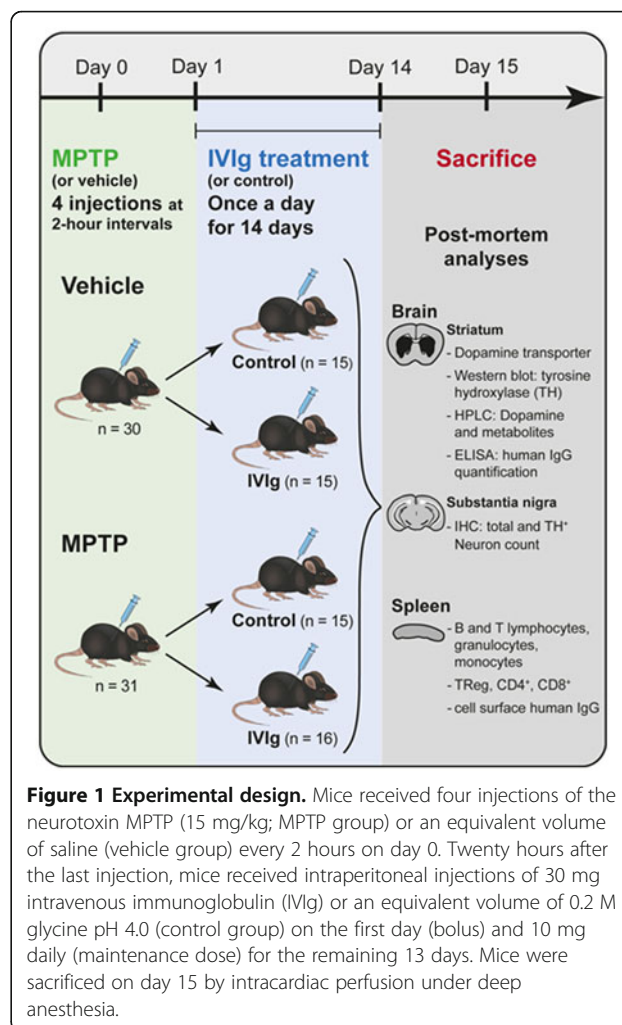 Day 0 Day 1 Day 14 Day 15
MPTP
(or vehicle)
4 injections at
2-hour intervals
IVIg treatment
(or control)
Once a day
for 14 days
Sacrifice
Post-mortem
analyses
Vehicle
n = 30
Control (n = 15)
IVIg (n = 15)
MPTP
n = 31
Control (n = 15)
IVIg (n = 16)
Brain
Striatum
- Dopamine transporter
- Western blot: tyrosine
hydroxylase (TH)
- HPLC: Dopamine
and metabolites
- ELISA: human IgG
quantification
Substantia nigra
- IHC: total and TH⁺
Neuron count
Spleen
- B and T lymphocytes,
granulocytes,
monocytes
- TReg, CD4⁺, CD8⁺
- cell surface human IgG
Figure 1 Experimental design. Mice received four injections of the
neurotoxin MPTP (15 mg/kg; MPTP group) or an equivalent volume
of saline (vehicle group) every 2 hours on day 0. Twenty hours after
the last injection, mice received intraperitoneal injections of 30 mg
intravenous immunoglobulin (IVIg) or an equivalent volume of 0.2 M
glycine pH 4.0 (control group) on the first day (bolus) and 10 mg
daily (maintenance dose) for the remaining 13 days. Mice were
sacrificed on day 15 by intracardiac perfusion under deep
anesthesia.